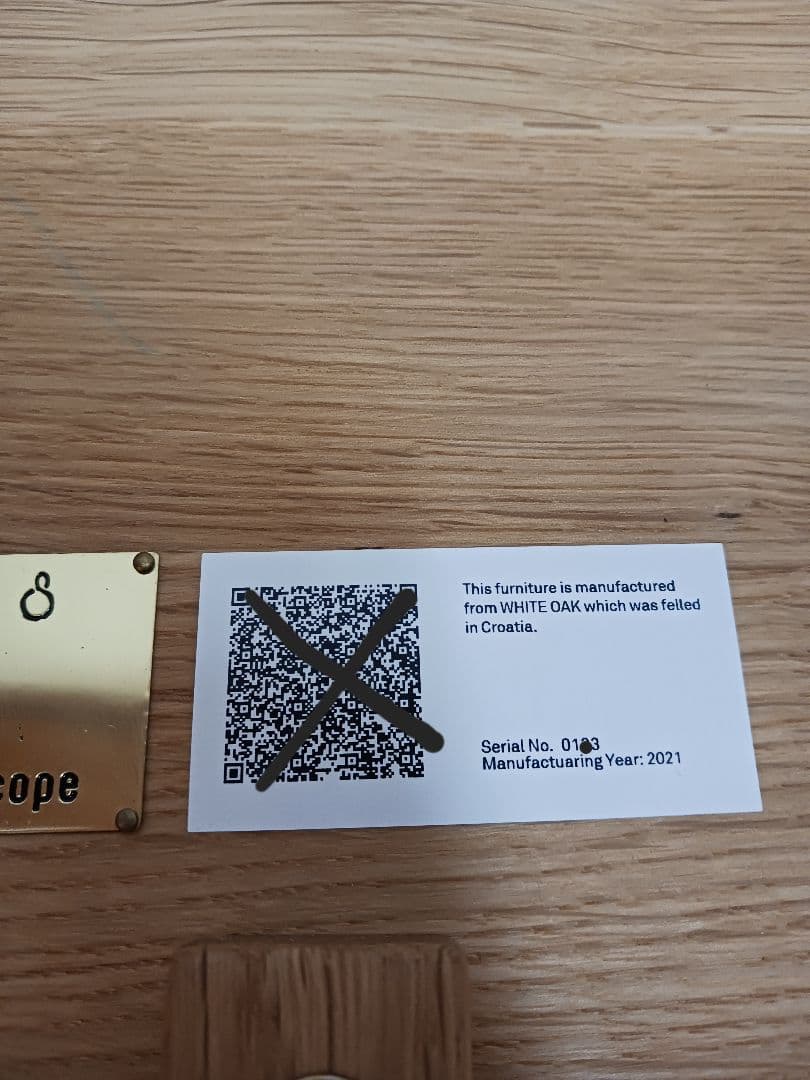 cope
This furniture is manufactured
from WHITE OAK which was felled
in Croatia.
Serial No.
Manufactuaring Year: 2021